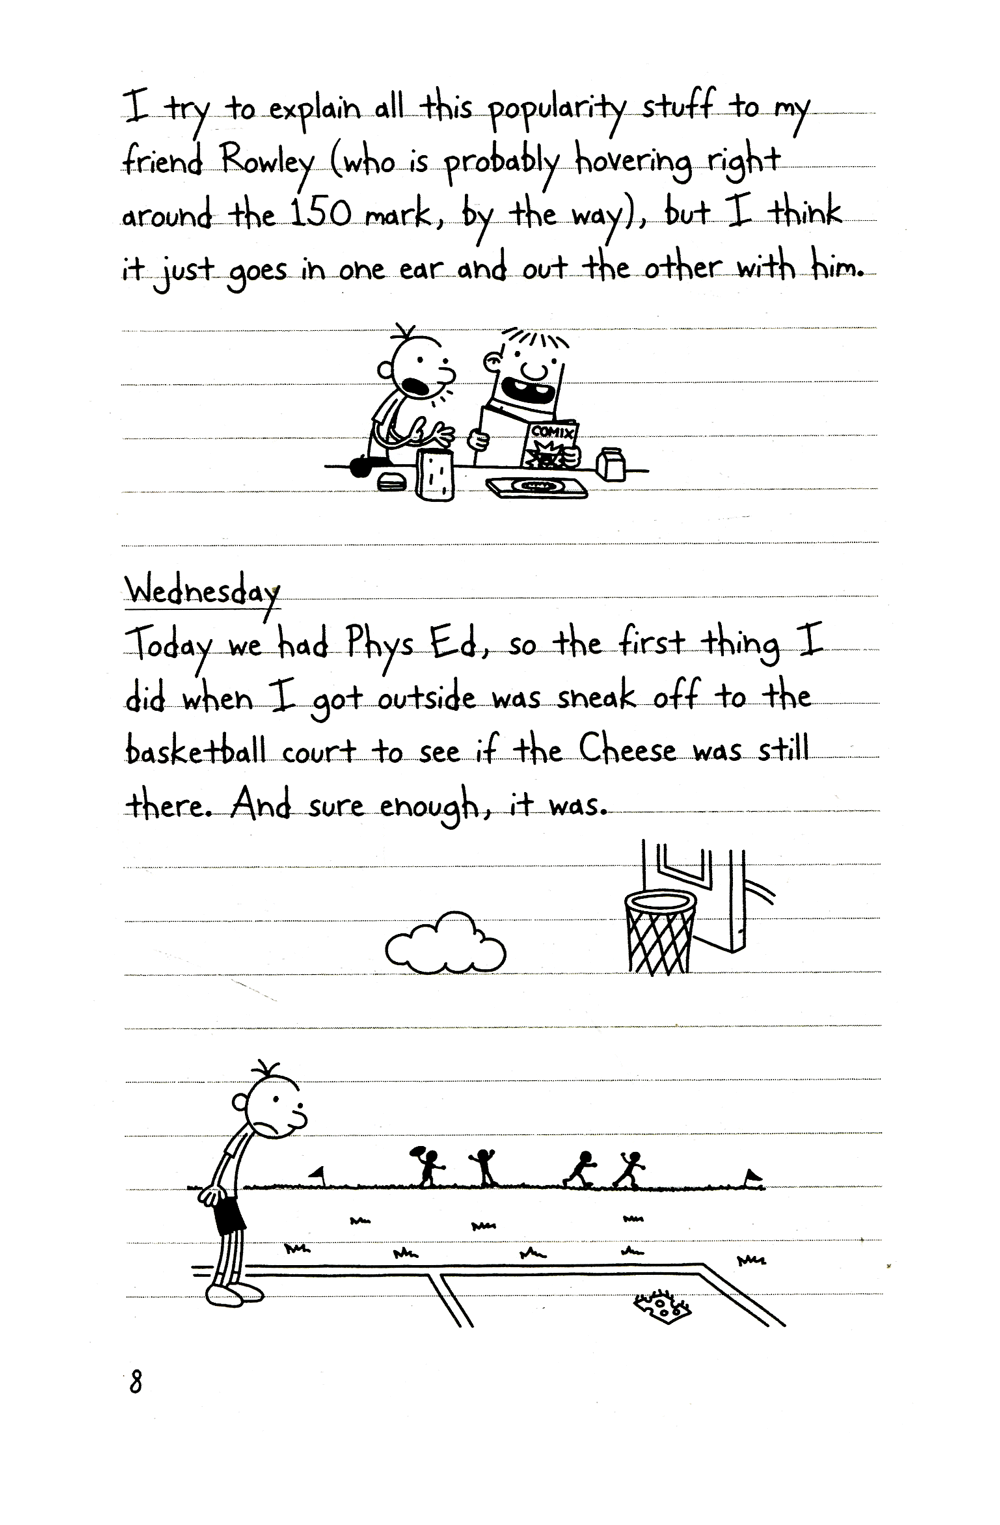 I try to explain all this popularity stuff to my
friend Rowley (who is probably hovering right
around the 150 mark, by the way), but I think
it just goes in one ear and out the other with him.
COMIX
Wednesday
Today we had Phys Ed, so the first thing I
did when I got outside was sneak off to the
basketball court to see if the Cheese was still
there. And sure enough, it was.
8